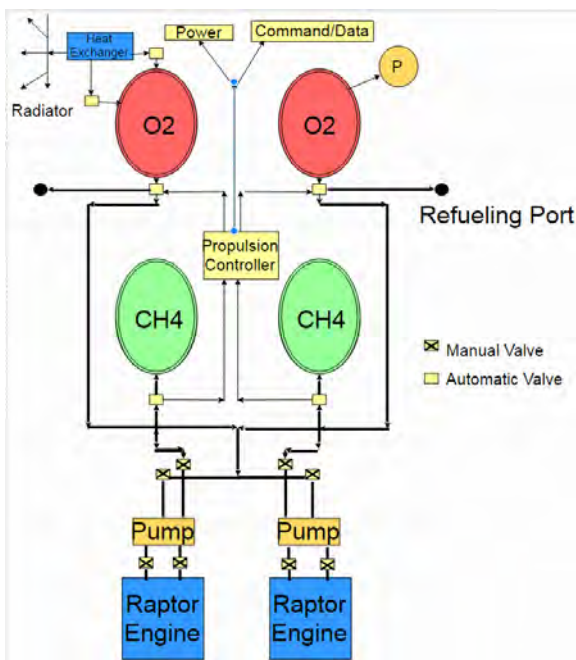 Power
Command/Data
Heat
Exchanger
P
Radiator
O2
O2
Refueling Port
Propulsion
Controller
CH4
CH4
Manual Valve
Automatic Valve
Pump
Pump
Raptor
Engine
Raptor
Engine